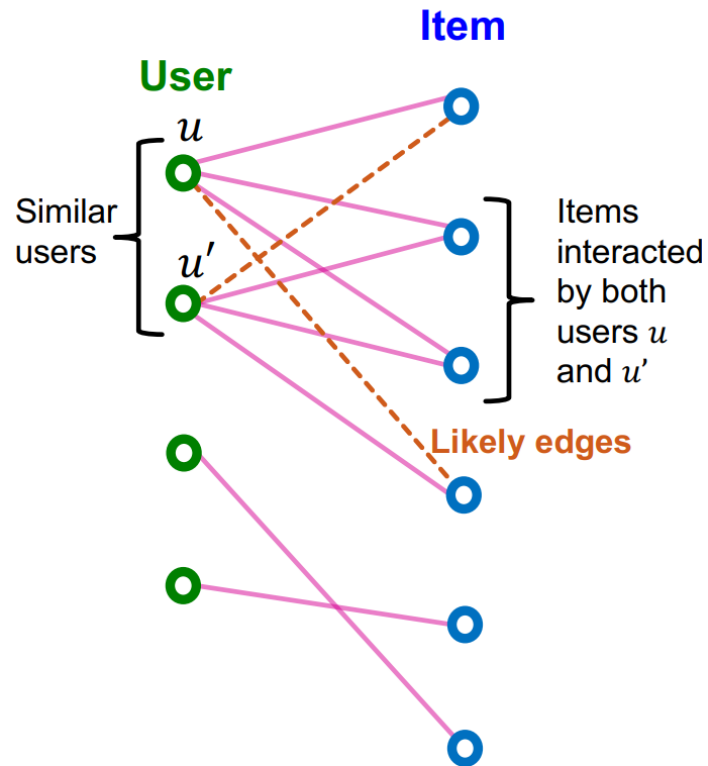 Item
User
u
Similar
users
u'
Items
interacted
by both
users u
and u'
Likely edges